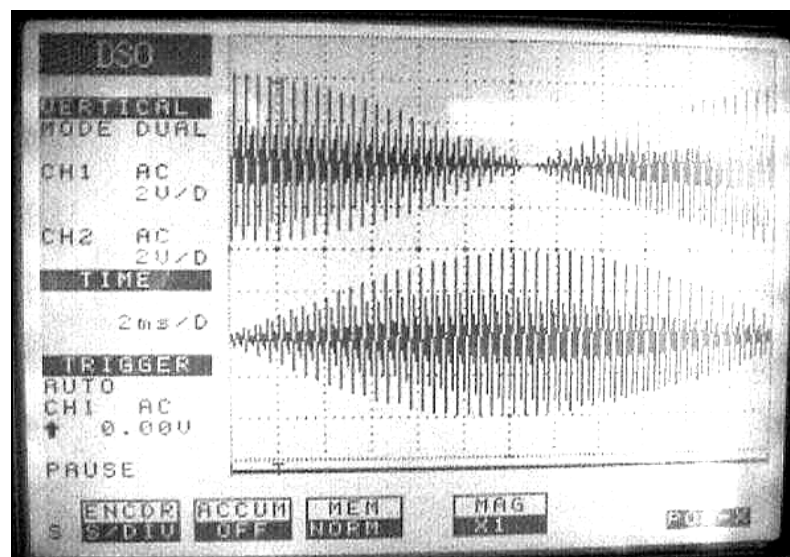 DSO
VERTICAL
MODE DUAL
CH1 AC
2V/D
CH2 AC
2V/D
TIME
2ms/D
TRIGGER
AUTO
CH1 AC
↑ 0.00V
PAUSE
T
S ENCDR ACCUM MEM MAG
S/DIV OFF NORM X1